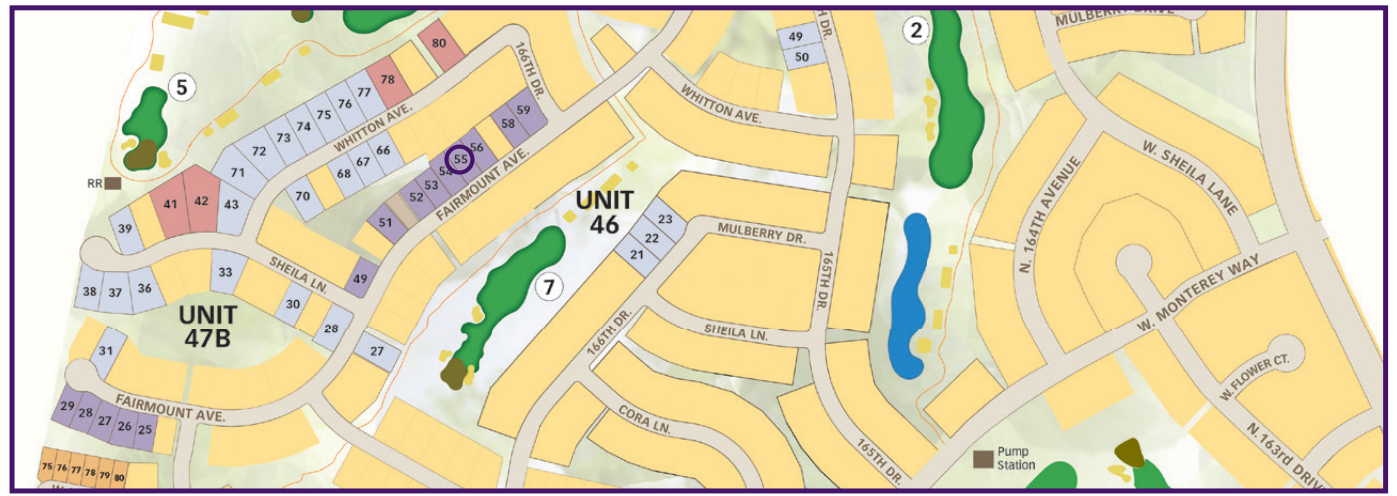 80
166TH DR.
TH DR.
49
50
2
MULBERRY DRIVE
5
78
77
76
75
74
73
72
71
WHITTON AVE.
WHITTON AVE.
59
58
56
55
54
53
52
51
FAIRMOUNT AVE.
66
67
68
70
RR
41
42
43
39
UNIT
46
23
22
21
MULBERRY DR.
165TH DR.
N. 164TH AVENUE
W. SHEILA LANE
W. MONTEREY WAY
38
37
36
33
SHEILA LN.
49
30
28
27
UNIT
47B
7
166TH DR.
SHEILA LN.
31
29
28
27
26
25
FAIRMOUNT AVE.
CORA LN.
165TH DR.
W. FLOWER CT.
N. 163rd DRIV
75
76
77
78
79
80
Pump
Station